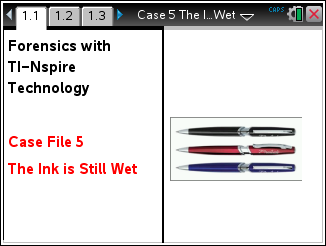 1.1 1.2 1.3 Case 5 The I...Wet CAPS
Forensics with
TI-Nspire
Technology
Case File 5
The Ink is Still Wet